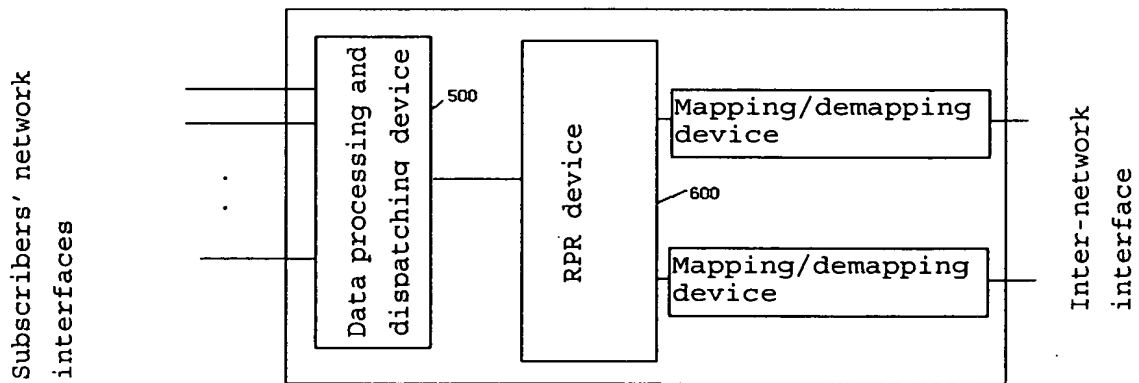 Subscribers' network
interfaces
Data processing and
dispatching device
500
RPR device
600
Mapping/demapping
device
Mapping/demapping
device
Inter-network
interface